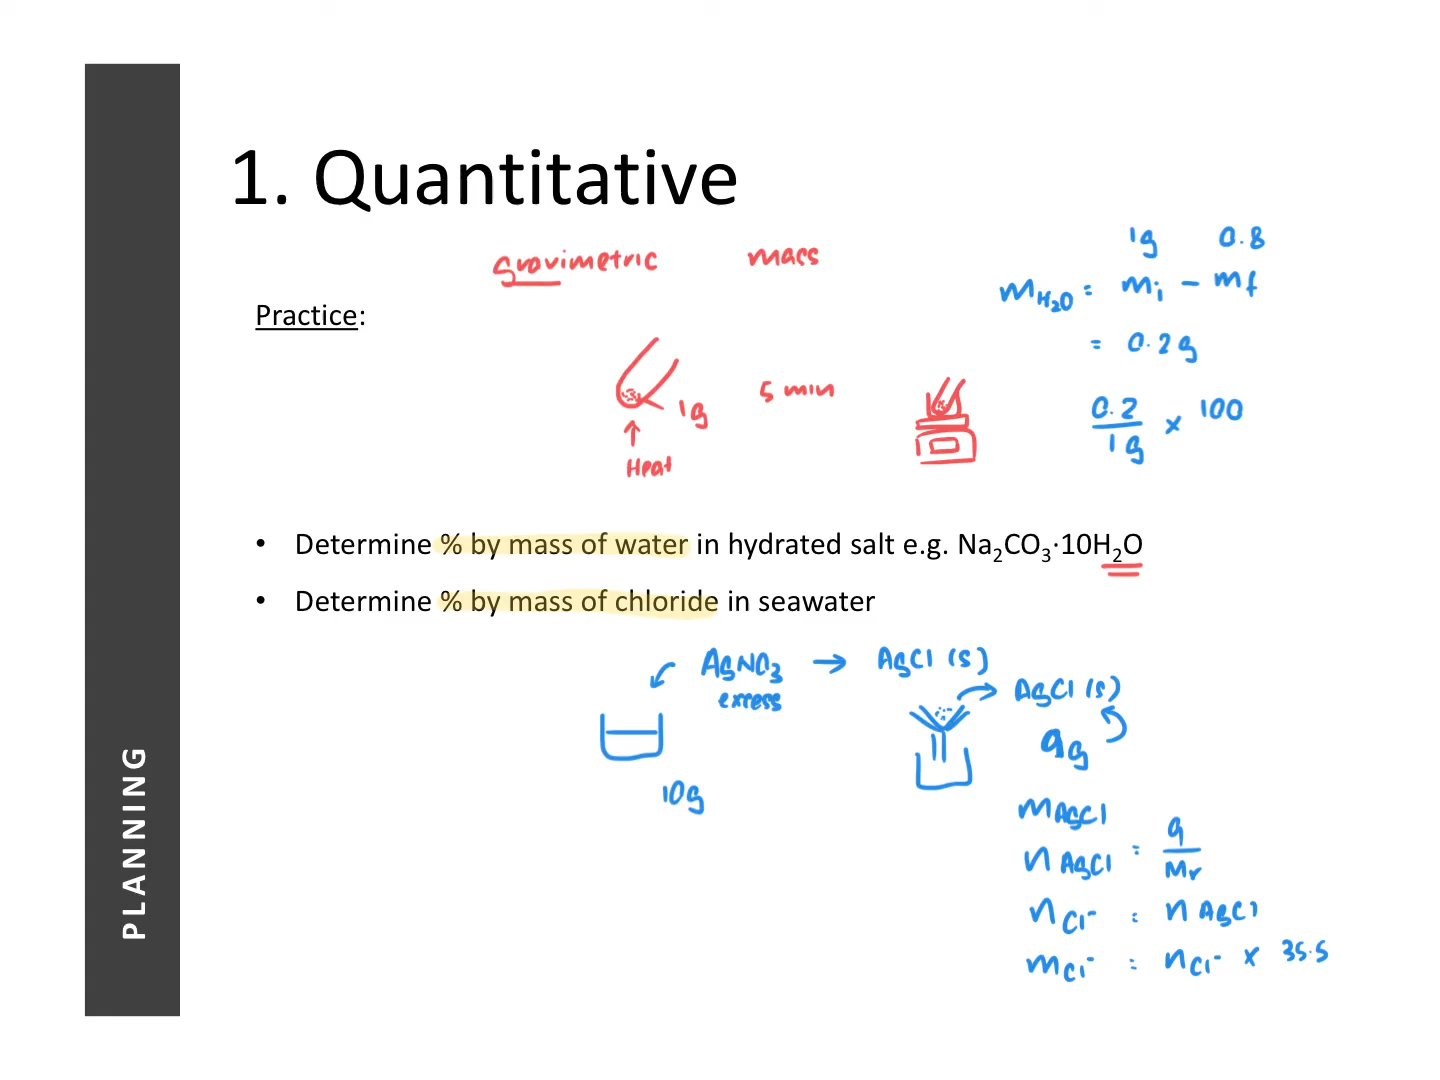 1. Quantitative
gravimetric mass
1g 0.8
mH₂O = mi − mf
= 0.2g
Practice:
1g
Heat
5 min
0.2 / 1g × 100
• Determine % by mass of water in hydrated salt e.g. Na₂CO₃·10H₂O
• Determine % by mass of chloride in seawater
AgNO₃ → AgCl (s)
excess
AgCl (s)
10g
mAgCl
nAgCl = a / Mr
nCl⁻ = nAgCl
mCl⁻ = nCl⁻ × 35.5
PLANNING